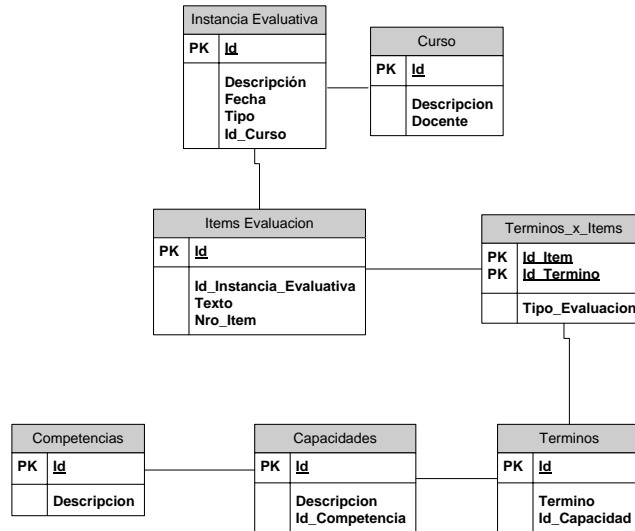 Instancia Evaluativa
PK Id
Descripción
Fecha
Tipo
Id_Curso
Curso
PK Id
Descripcion
Docente
Items Evaluacion
PK Id
Id_Instancia_Evaluativa
Texto
Nro_Item
Terminos_x_Items
PK Id_Item
PK Id_Termino
Tipo_Evaluacion
Competencias
PK Id
Descripcion
Capacidades
PK Id
Descripcion
Id_Competencia
Terminos
PK Id
Termino
Id_Capacidad